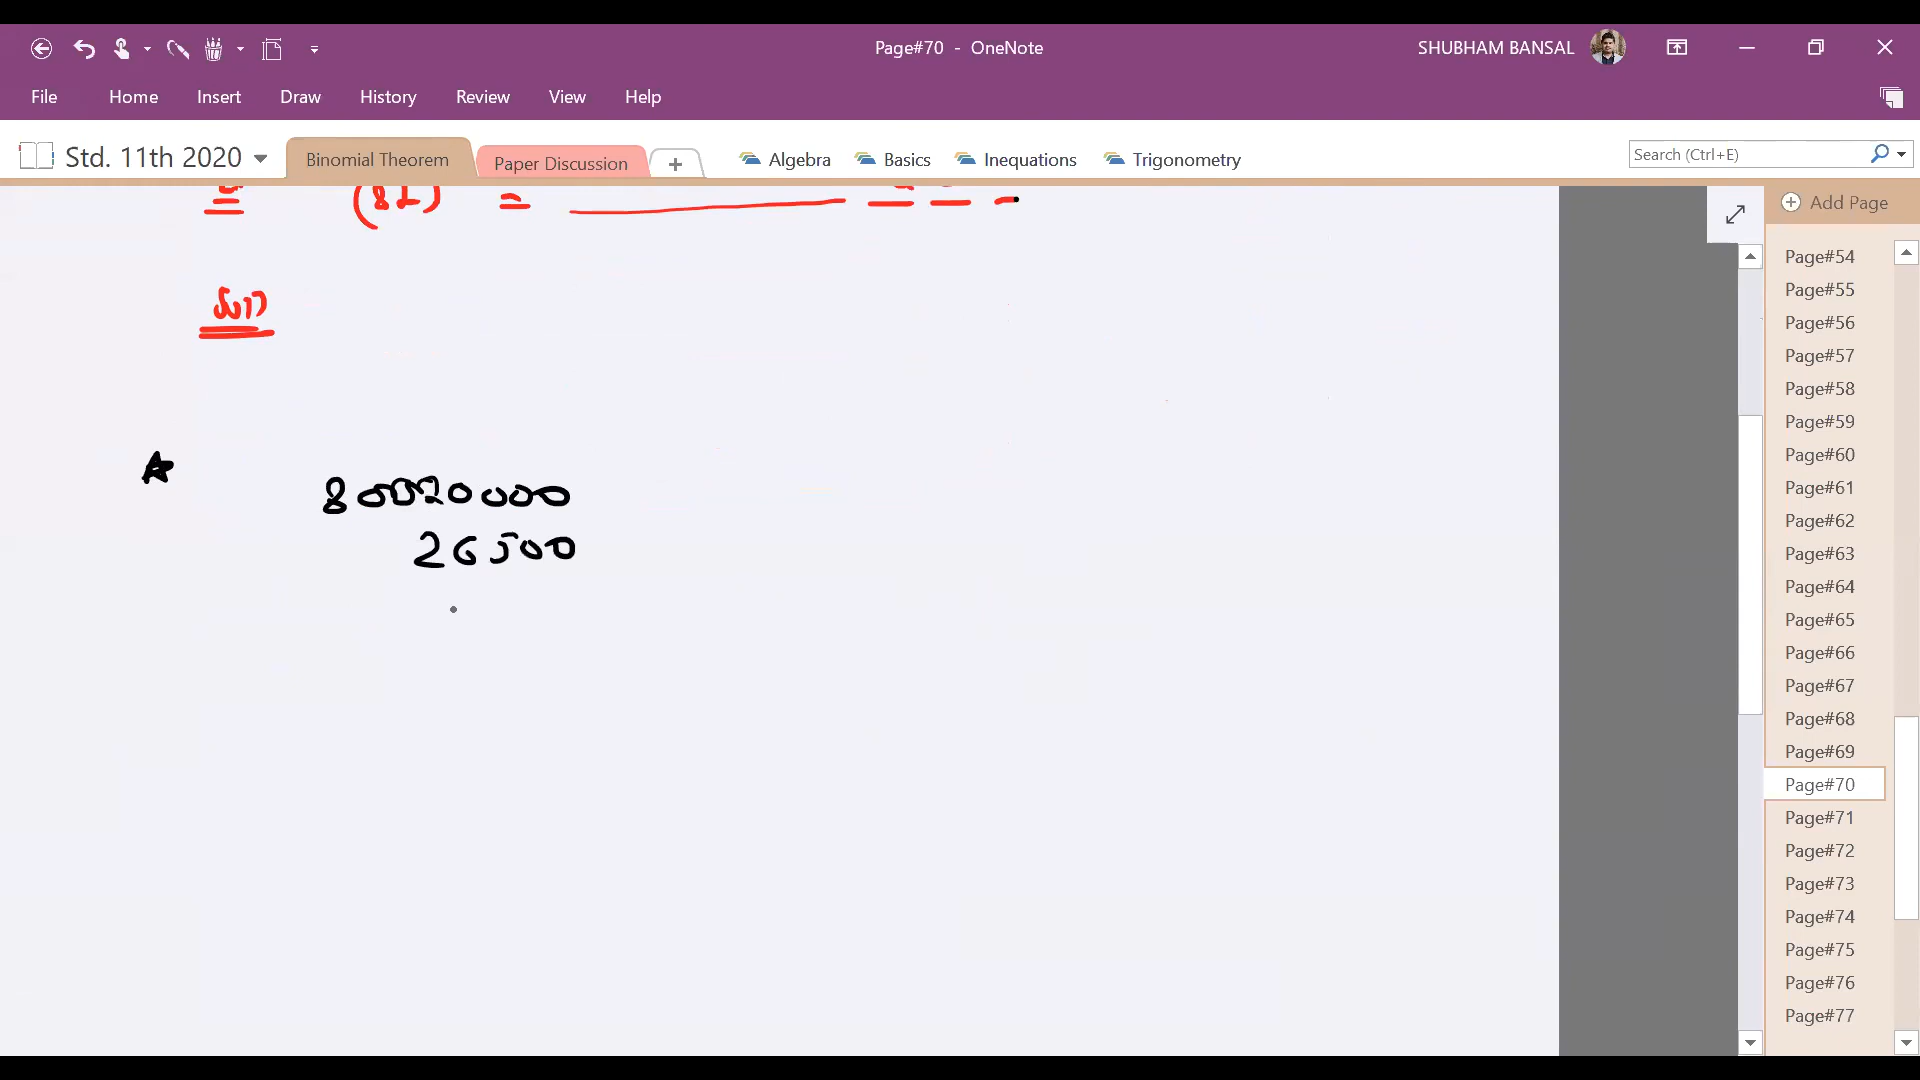 Page#70 - OneNote
SHUBHAM BANSAL
File Home Insert Draw History Review View Help
Std. 11th 2020
Binomial Theorem
Paper Discussion
Algebra
Basics
Inequations
Trigonometry
Search (Ctrl+E)
Add Page
(81) =
80020000
26500
Page#54
Page#55
Page#56
Page#57
Page#58
Page#59
Page#60
Page#61
Page#62
Page#63
Page#64
Page#65
Page#66
Page#67
Page#68
Page#69
Page#70
Page#71
Page#72
Page#73
Page#74
Page#75
Page#76
Page#77